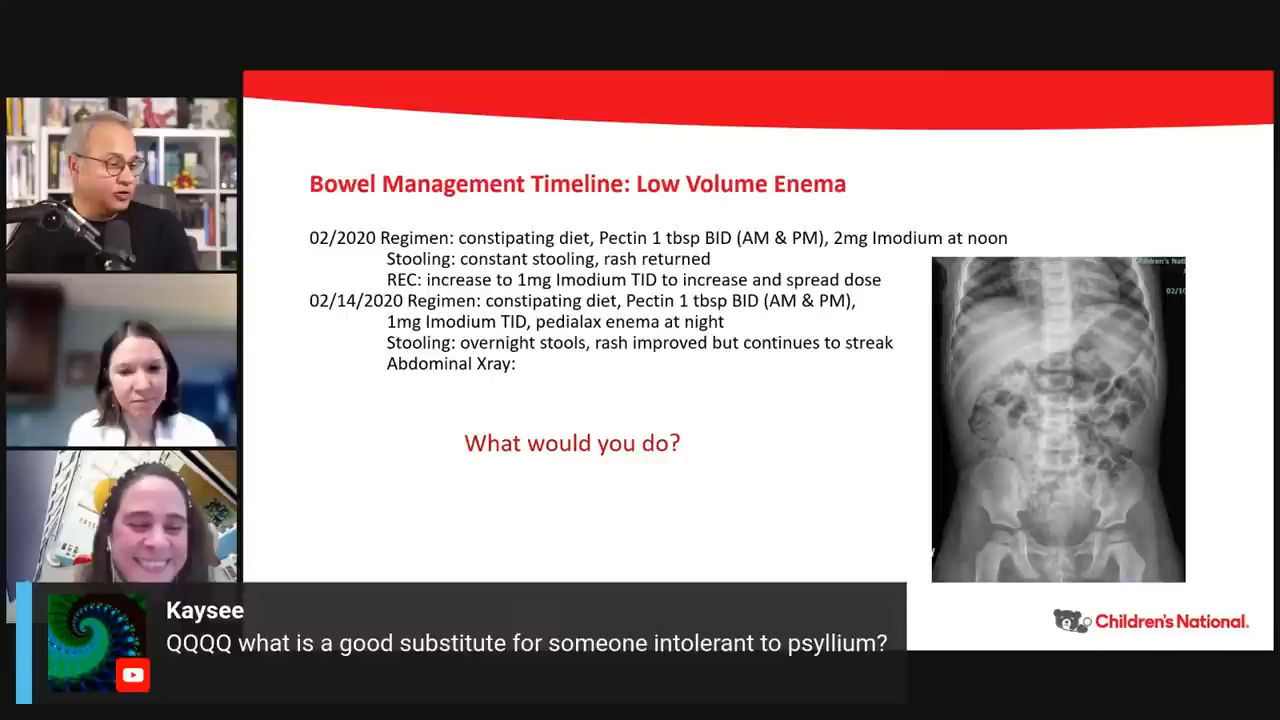 Bowel Management Timeline: Low Volume Enema
02/2020 Regimen: constipating diet, Pectin 1 tbsp BID (AM & PM), 2mg Imodium at noon
Stooling: constant stooling, rash returned
REC: increase to 1mg Imodium TID to increase and spread dose
02/14/2020 Regimen: constipating diet, Pectin 1 tbsp BID (AM & PM),
1mg Imodium TID, pedialax enema at night
Stooling: overnight stools, rash improved but continues to streak
Abdominal Xray:
What would you do?
Children's National.
Kaysee
QQQQ what is a good substitute for someone intolerant to psyllium?